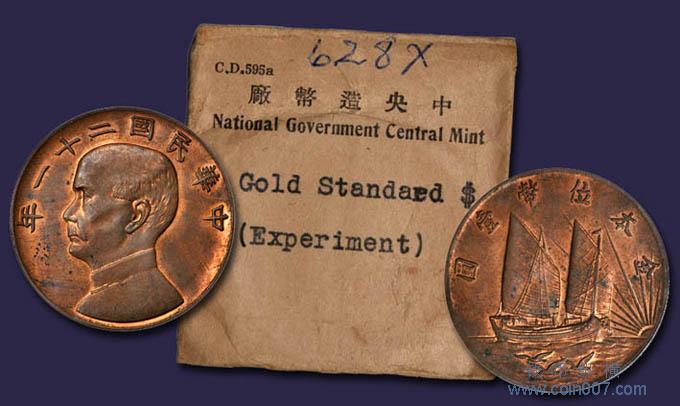 628X
C.D.595a
中央造幣廠
National Government Central Mint
Gold Standard $
(Experiment)
中華民國二十一年
金本位幣壹圓
www.coin007.com